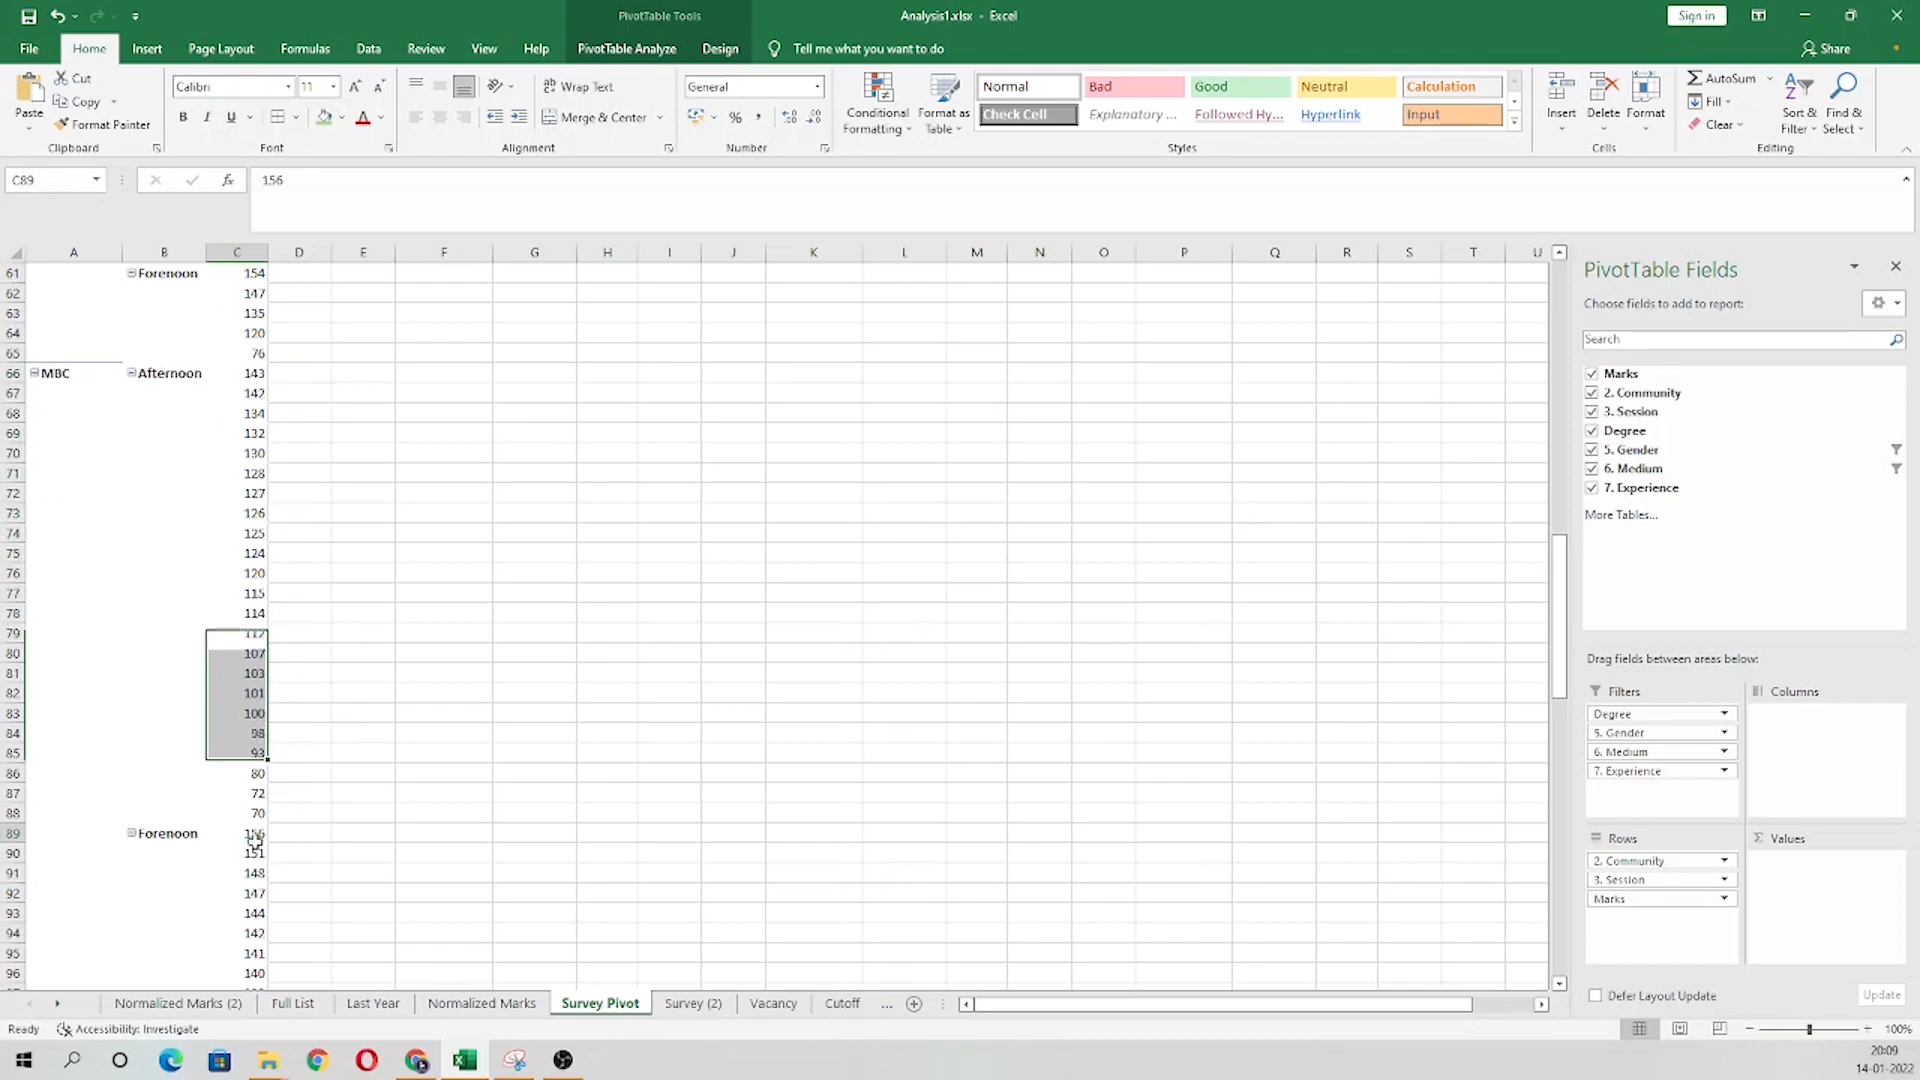 PivotTable Tools
Analysis1.xlsx - Excel
Sign in
File Home Insert Page Layout Formulas Data Review View Help PivotTable Analyze Design Tell me what you want to do Share
Paste
Cut
Copy
Format Painter
Clipboard
Calibri 11
B I U
Font
Wrap Text
Merge & Center
Alignment
General
% ,
Number
Conditional Formatting
Format as Table
Normal Bad Good Neutral Calculation
Check Cell Explanatory ... Followed Hy... Hyperlink Input
Styles
Insert Delete Format
Cells
AutoSum
Fill
Clear
Sort & Filter
Find & Select
Editing
C89 fx 156
A B C D E F G H I J K L M N O P Q R S T U
61 Forenoon 154
62 147
63 135
64 120
65 76
66 MBC Afternoon 143
67 142
68 134
69 132
70 130
71 128
72 127
73 126
74 125
75 124
76 120
77 115
78 114
79 112
80 107
81 103
82 101
83 100
84 98
85 93
86 80
87 72
88 70
89 Forenoon 156
90 151
91 148
92 147
93 144
94 142
95 141
96 140
PivotTable Fields
Choose fields to add to report:
Search
Marks
2. Community
3. Session
Degree
5. Gender
6. Medium
7. Experience
More Tables...
Drag fields between areas below:
Filters
Degree
5. Gender
6. Medium
7. Experience
Columns
Rows
2. Community
3. Session
Marks
Σ Values
Defer Layout Update Update
Normalized Marks (2) Full List Last Year Normalized Marks Survey Pivot Survey (2) Vacancy Cutoff ...
Ready Accessibility: Investigate 100%
20:09
14-01-2022